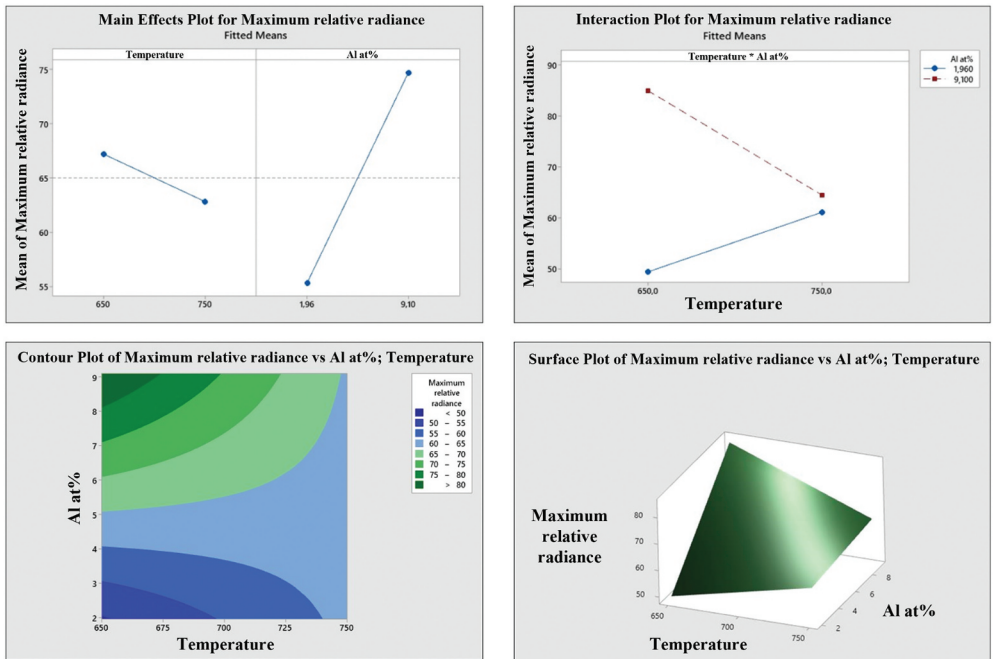 Main Effects Plot for Maximum relative radiance
Fitted Means
Temperature
Al at%
Mean of Maximum relative radiance
75
70
65
60
55
650
750
1,96
9,10
Interaction Plot for Maximum relative radiance
Fitted Means
Temperature * Al at%
Mean of Maximum relative radiance
90
80
70
60
50
650,0
750,0
Temperature
Al at%
1,960
9,100
Contour Plot of Maximum relative radiance vs Al at%; Temperature
Al at%
9
8
7
6
5
4
3
2
650
675
700
725
750
Temperature
Maximum
relative
radiance
< 50
50 – 55
55 – 60
60 – 65
65 – 70
70 – 75
75 – 80
> 80
Surface Plot of Maximum relative radiance vs Al at%; Temperature
Maximum
relative
radiance
80
70
60
50
650
700
750
Temperature
2
4
6
8
Al at%